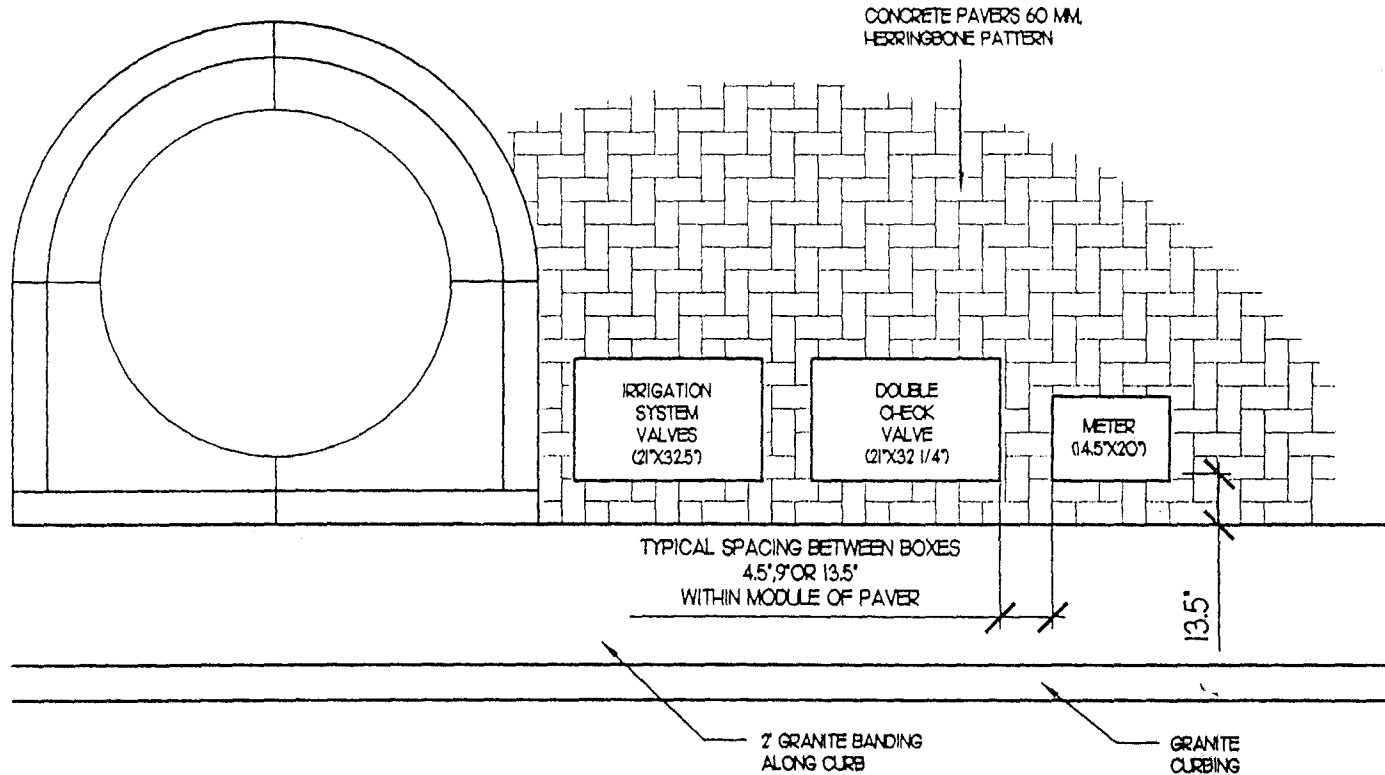 CONCRETE PAVERS 60 MM,
HERRINGBONE PATTERN
IRRIGATION
SYSTEM
VALVES
(21"X32.5")
DOUBLE
CHECK
VALVE
(21"X32 1/4")
METER
(14.5"X20")
TYPICAL SPACING BETWEEN BOXES
4.5",9"OR 13.5"
WITHIN MODULE OF PAVER
13.5"
2' GRANITE BANDING
ALONG CURB
GRANITE
CURBING